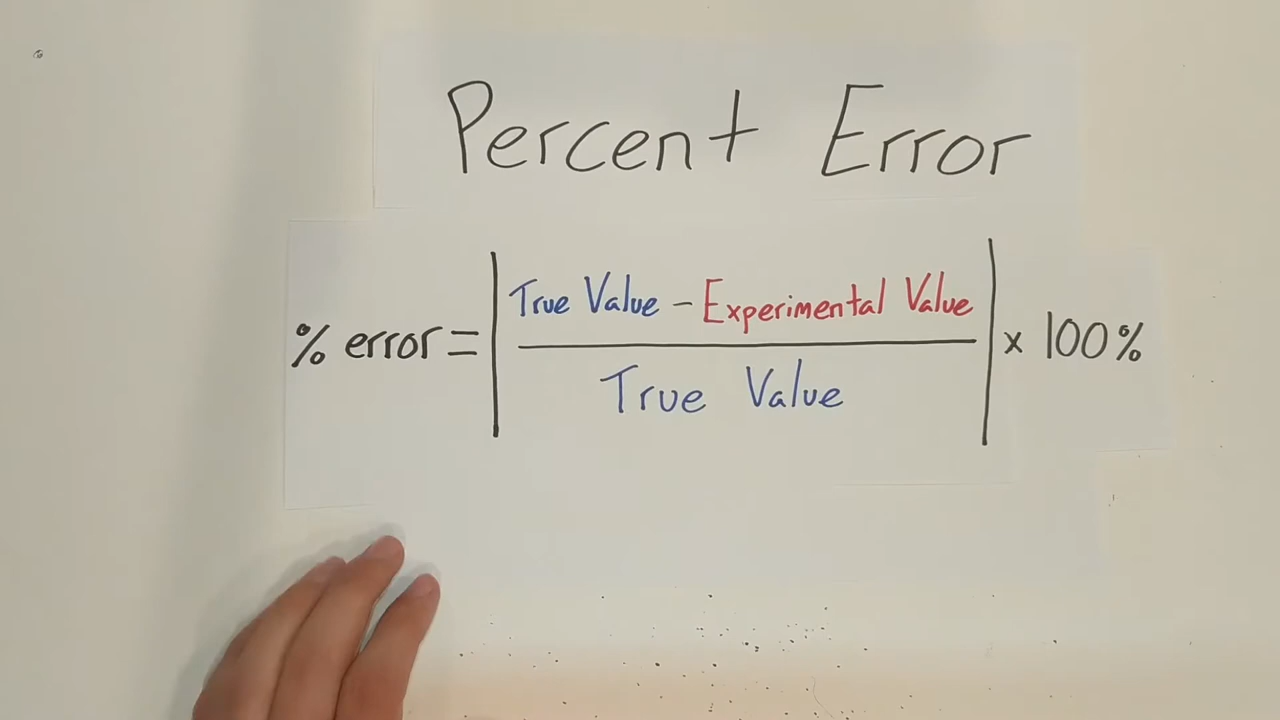 Percent Error
True Value - Experimental Value
% error = | | x 100%
True Value